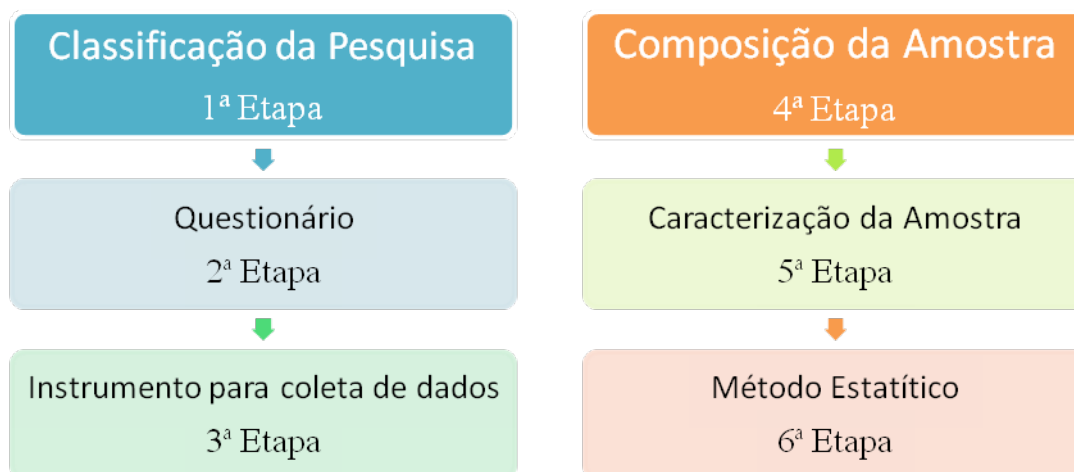 Classificação da Pesquisa
1ª Etapa
Questionário
2ª Etapa
Instrumento para coleta de dados
3ª Etapa
Composição da Amostra
4ª Etapa
Caracterização da Amostra
5ª Etapa
Método Estatítico
6ª Etapa